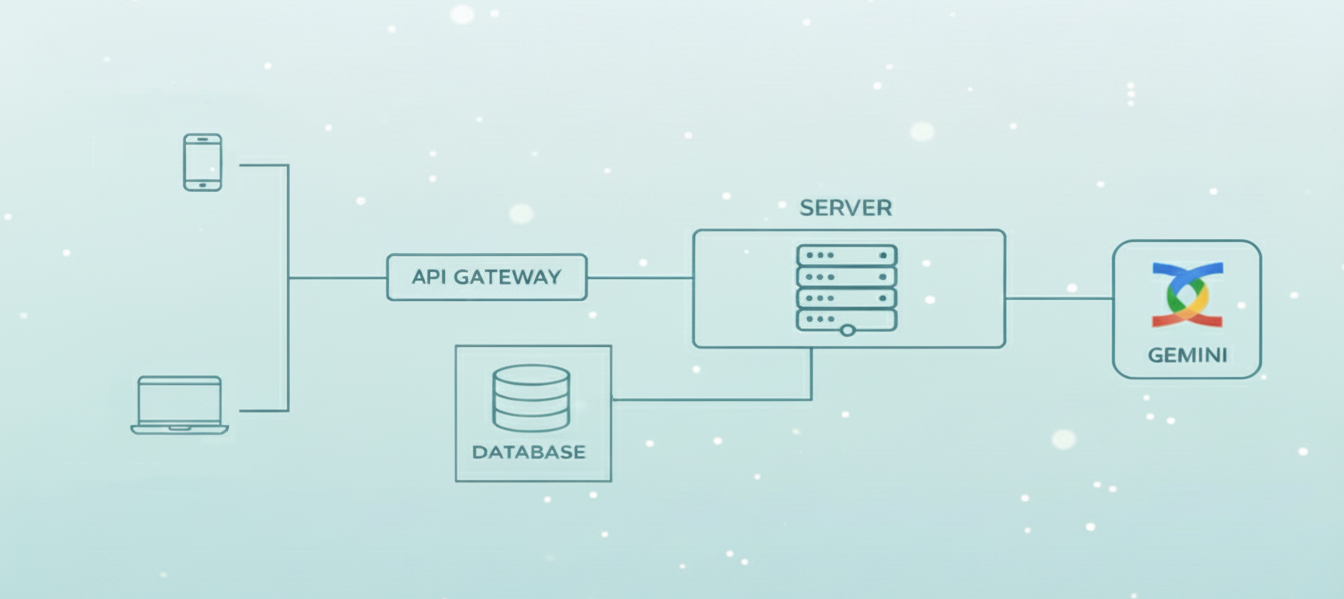 SERVER
API GATEWAY
GEMINI
DATABASE